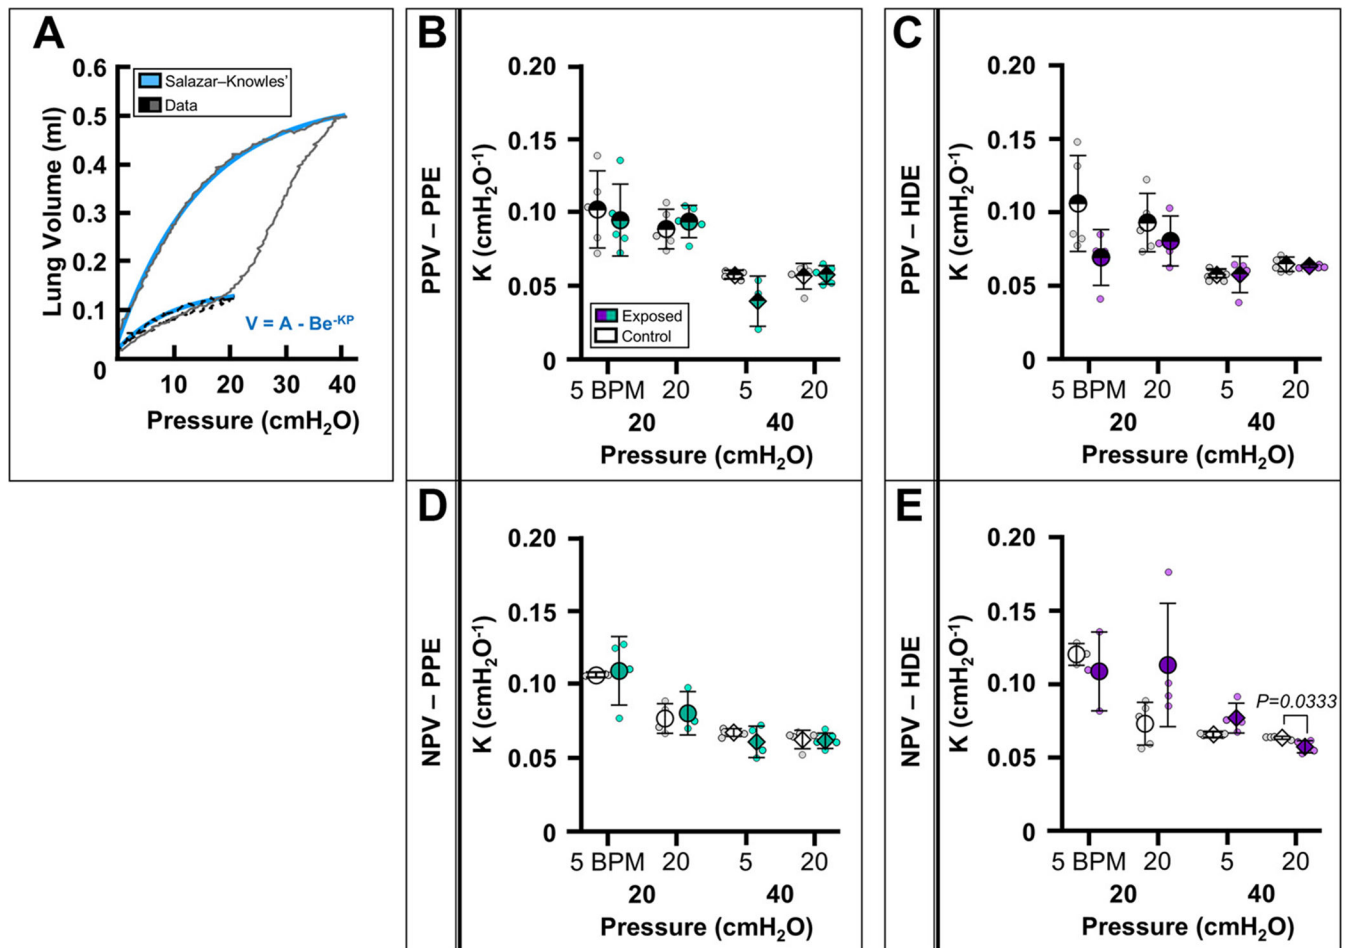 A
0.6
0.5
0.4
0.3
0.2
0.1
0
Lung Volume (ml)
Salazar–Knowles'
Data
V = A - Be-KP
10 20 30 40
Pressure (cmH2O)
B
PPV – PPE
K (cmH2O-1)
0.20
0.15
0.10
0.05
0
Exposed
Control
5 BPM 20 5 20
20 40
Pressure (cmH2O)
C
PPV – HDE
K (cmH2O-1)
0.20
0.15
0.10
0.05
0
5 BPM 20 5 20
20 40
Pressure (cmH2O)
D
NPV – PPE
K (cmH2O-1)
0.20
0.15
0.10
0.05
0
5 BPM 20 5 20
20 40
Pressure (cmH2O)
E
NPV – HDE
K (cmH2O-1)
0.20
0.15
0.10
0.05
0
P=0.0333
5 BPM 20 5 20
20 40
Pressure (cmH2O)